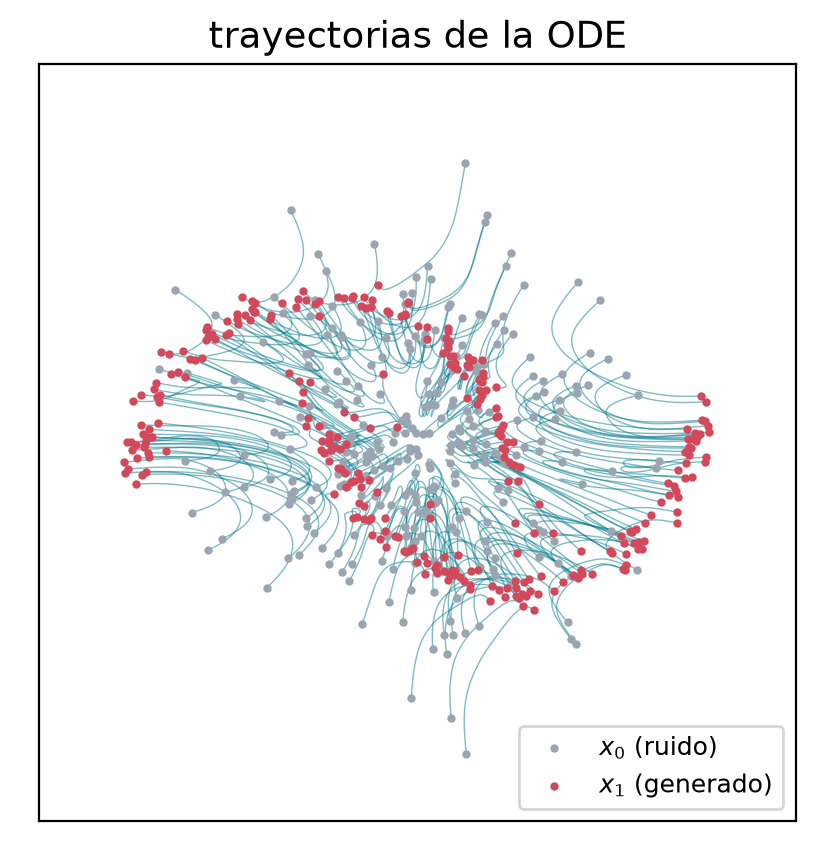 trayectorias de la ODE
x₀ (ruido)
x₁ (generado)